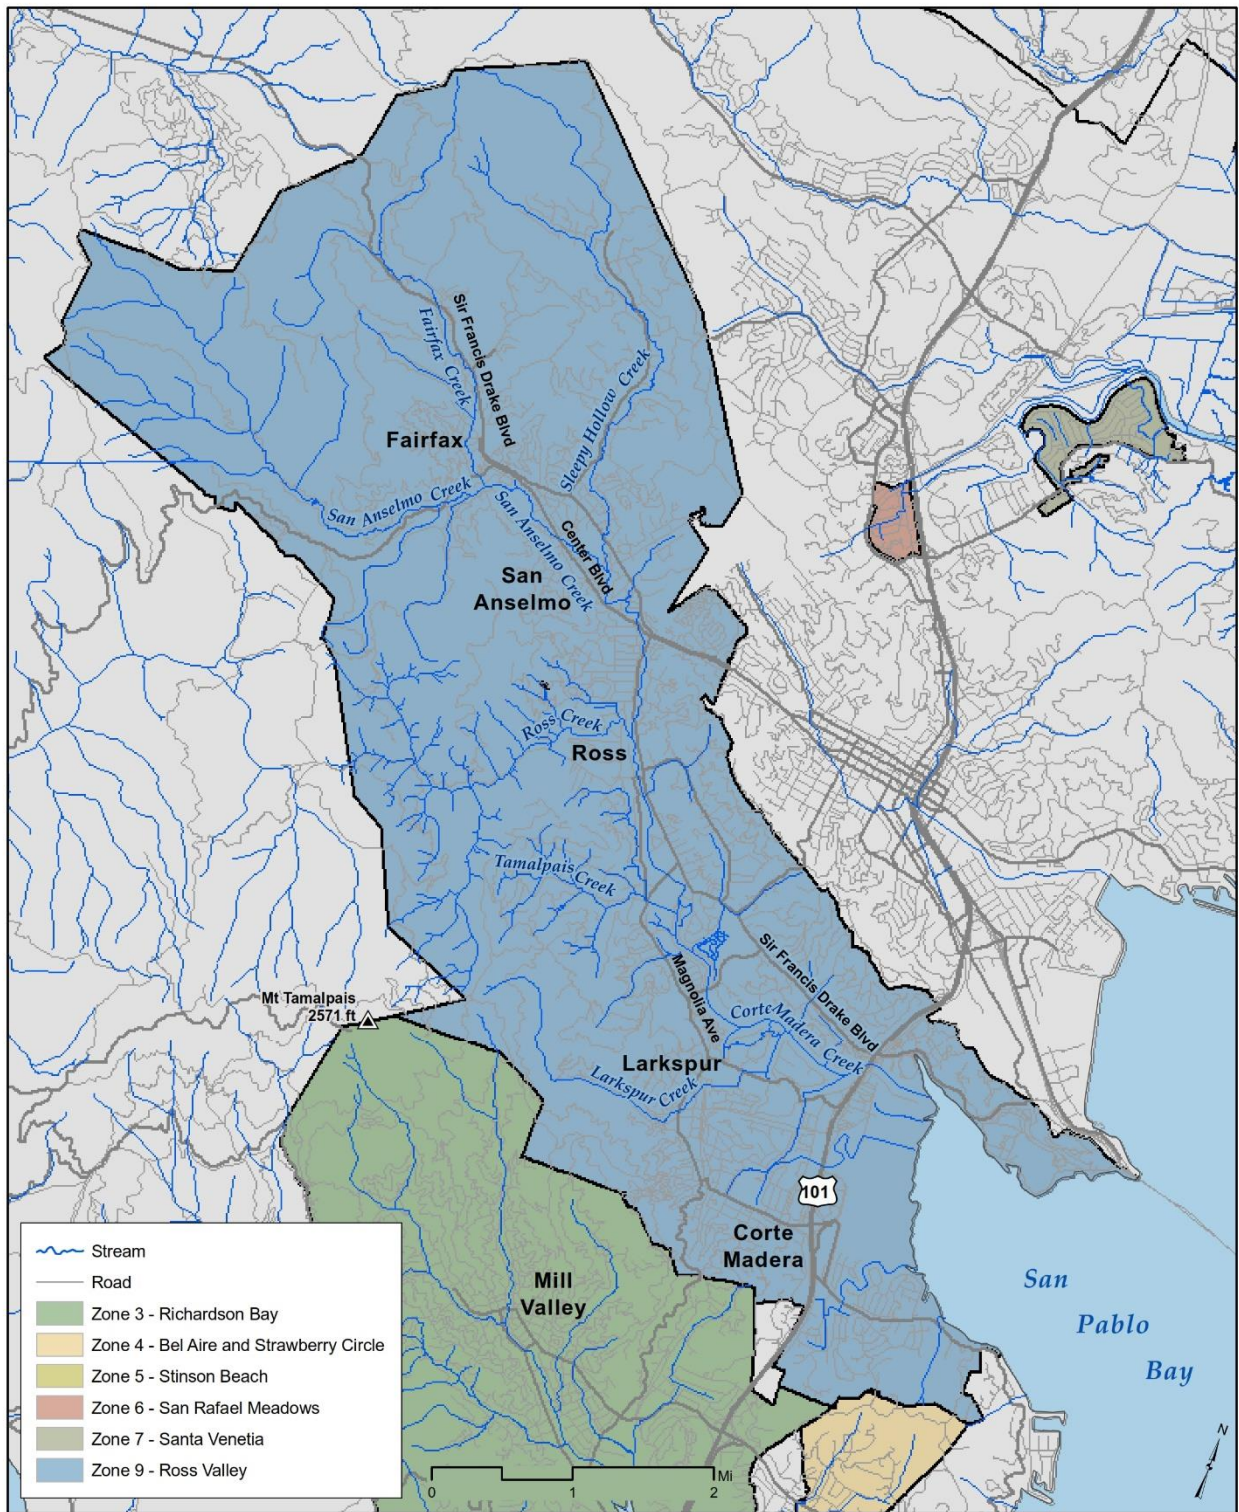 Sir Francis Drake Blvd
Fairfax Creek
Sleepy Hollow Creek
Fairfax
San Anselmo Creek
San Anselmo Creek
Center Blvd
San
Anselmo
Ross Creek
Ross
Tamalpais Creek
Mt Tamalpais
2571 ft
Magnolia Ave
Sir Francis Drake Blvd
Corte Madera Creek
Larkspur
Larkspur Creek
101
Corte
Madera
Mill
Valley
San
Pablo
Bay
Stream
Road
Zone 3 - Richardson Bay
Zone 4 - Bel Aire and Strawberry Circle
Zone 5 - Stinson Beach
Zone 6 - San Rafael Meadows
Zone 7 - Santa Venetia
Zone 9 - Ross Valley
Mi
0 1 2
N